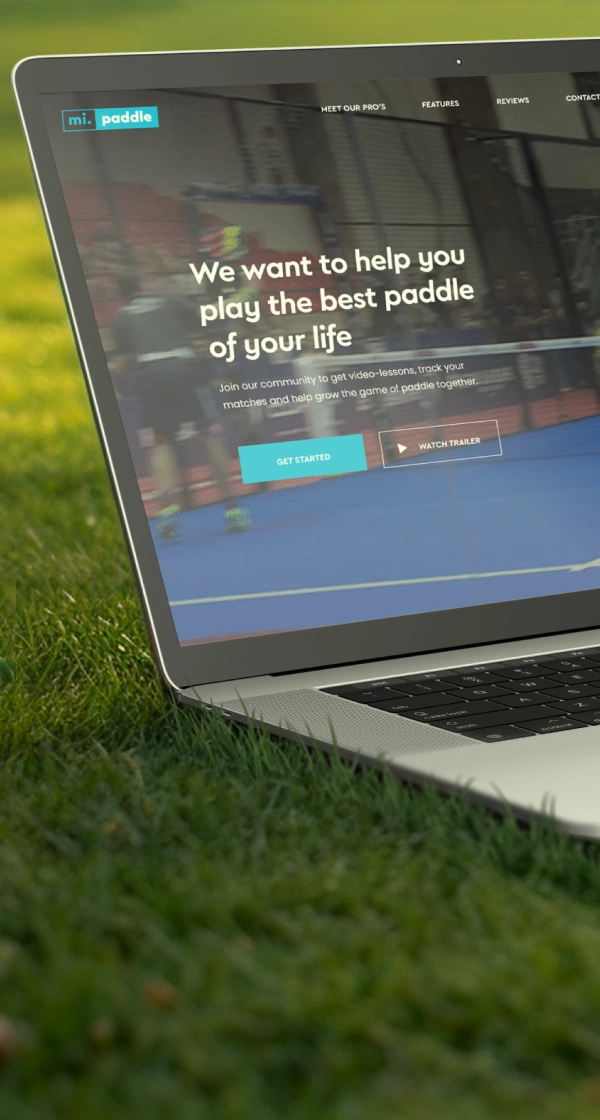 mi. paddle
MEET OUR PRO'S FEATURES REVIEWS CONTACT
We want to help you
play the best paddle
of your life
Join our community to get video-lessons, track your
matches and help grow the game of paddle together.
GET STARTED WATCH TRAILER